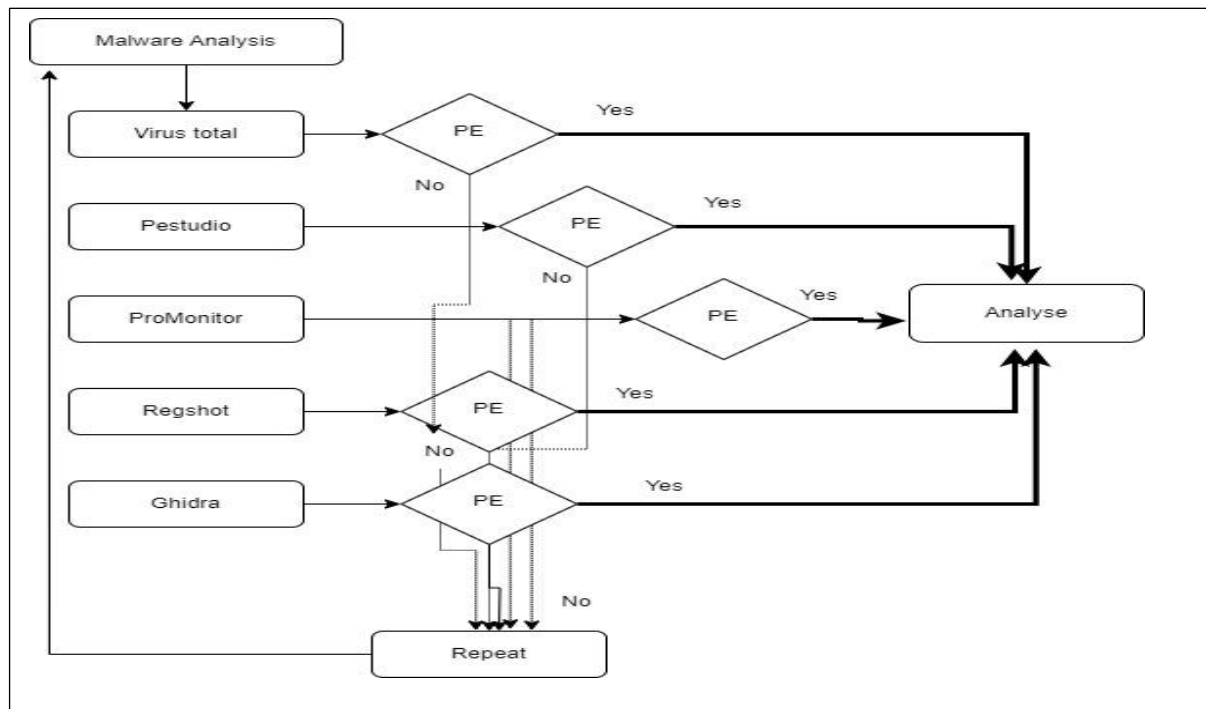 Malware Analysis
Yes
Virus total
PE
No
Yes
Pestudio
PE
No
Yes
ProMonitor
PE
Analyse
Yes
Regshot
PE
No
Yes
Ghidra
PE
No
Repeat